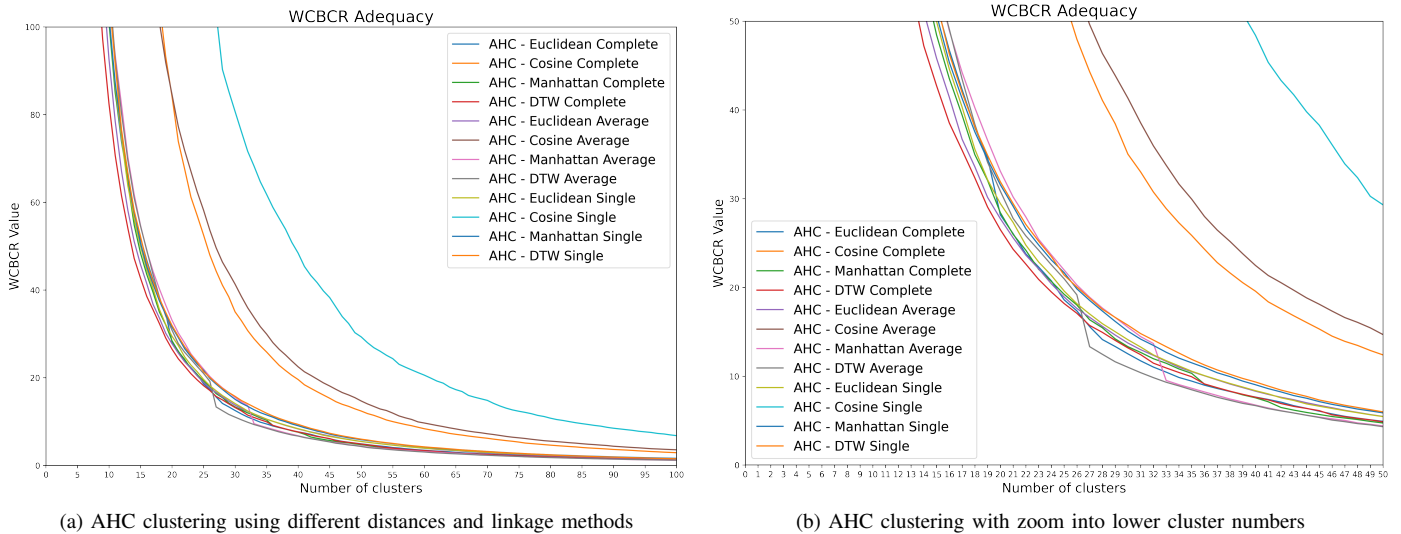 WCBCR Adequacy
100
80
60
40
20
0
WCBCR Value
AHC - Euclidean Complete
AHC - Cosine Complete
AHC - Manhattan Complete
AHC - DTW Complete
AHC - Euclidean Average
AHC - Cosine Average
AHC - Manhattan Average
AHC - DTW Average
AHC - Euclidean Single
AHC - Cosine Single
AHC - Manhattan Single
AHC - DTW Single
0 5 10 15 20 25 30 35 40 45 50 55 60 65 70 75 80 85 90 95 100
Number of clusters
(a) AHC clustering using different distances and linkage methods
WCBCR Adequacy
50
40
30
20
10
0
WCBCR Value
AHC - Euclidean Complete
AHC - Cosine Complete
AHC - Manhattan Complete
AHC - DTW Complete
AHC - Euclidean Average
AHC - Cosine Average
AHC - Manhattan Average
AHC - DTW Average
AHC - Euclidean Single
AHC - Cosine Single
AHC - Manhattan Single
AHC - DTW Single
0 1 2 3 4 5 6 7 8 9 10 11 12 13 14 15 16 17 18 19 20 21 22 23 24 25 26 27 28 29 30 31 32 33 34 35 36 37 38 39 40 41 42 43 44 45 46 47 48 49 50
Number of clusters
(b) AHC clustering with zoom into lower cluster numbers